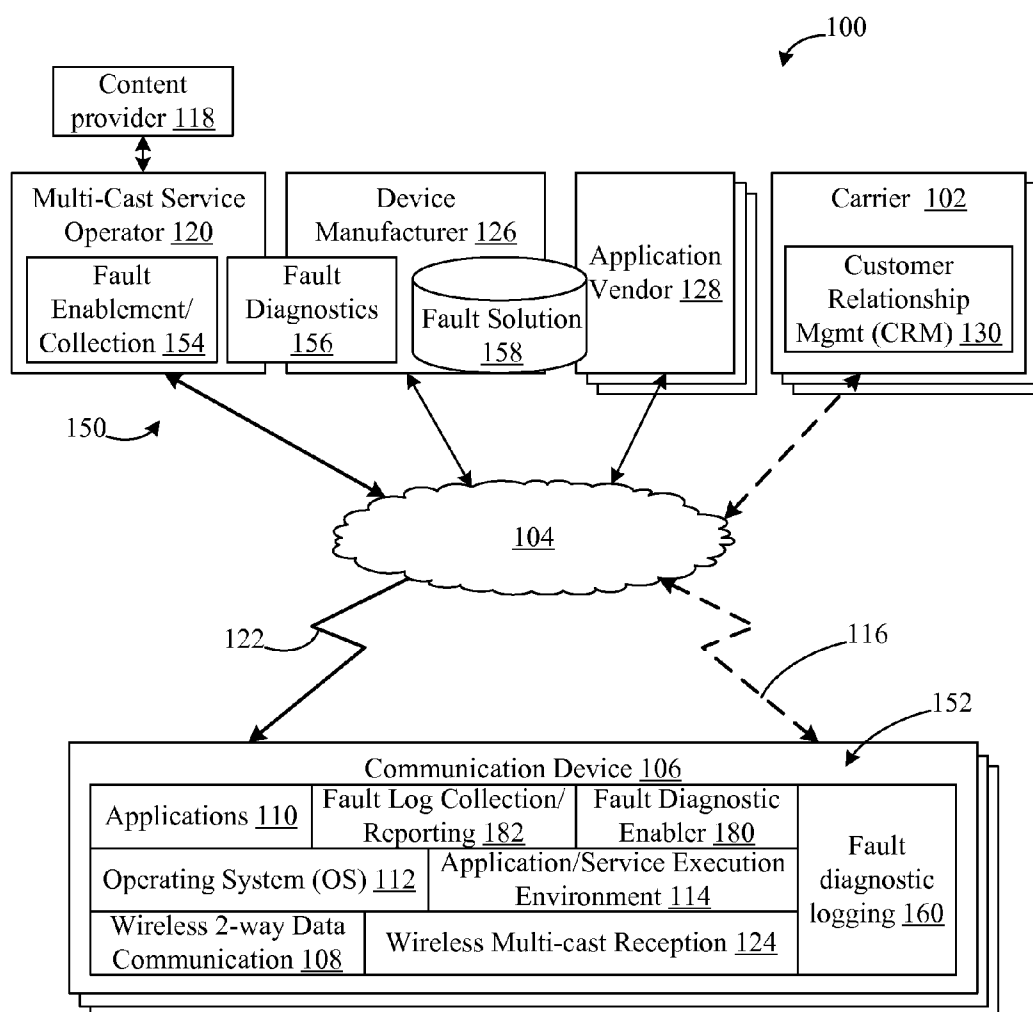 100
Content
provider 118
Multi-Cast Service
Operator 120
Fault
Enablement/
Collection 154
Device
Manufacturer 126
Fault
Diagnostics
156
Fault Solution
158
Application
Vendor 128
Carrier 102
Customer
Relationship
Mgmt (CRM) 130
150
104
122
116
152
Communication Device 106
Applications 110
Fault Log Collection/
Reporting 182
Fault Diagnostic
Enabler 180
Operating System (OS) 112
Application/Service Execution
Environment 114
Wireless 2-way Data
Communication 108
Wireless Multi-cast Reception 124
Fault
diagnostic
logging 160